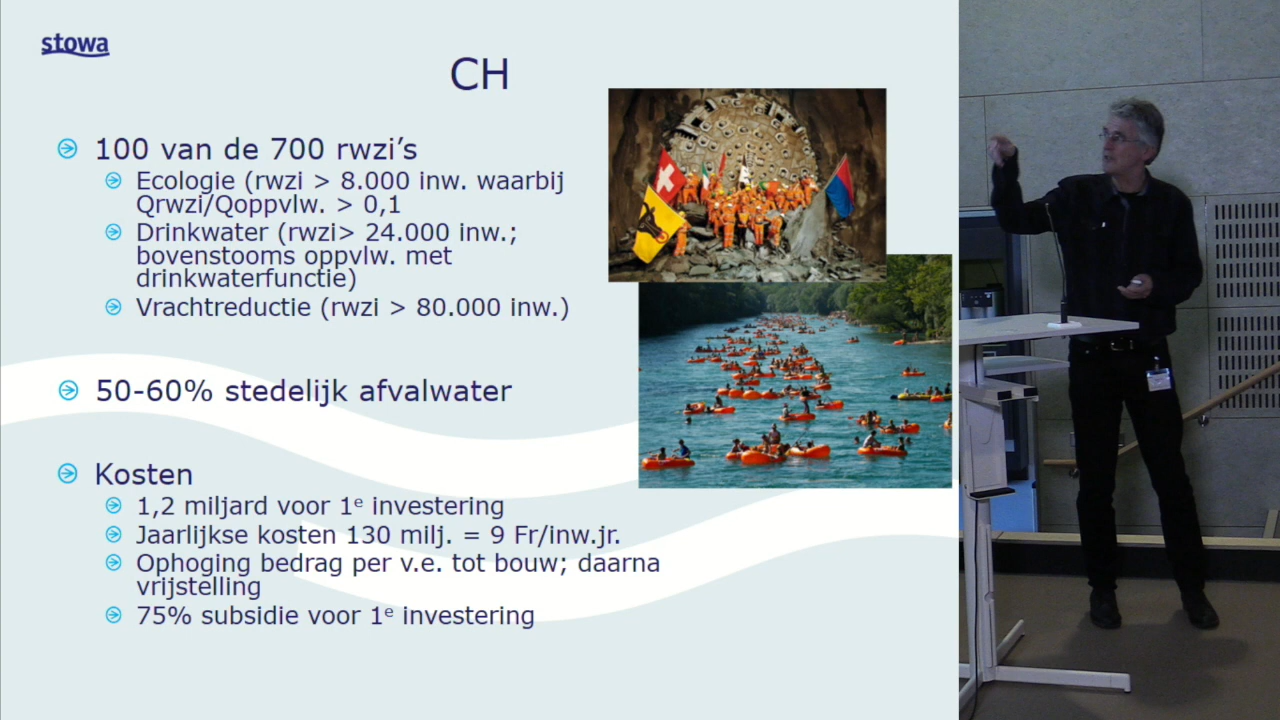 stowa
CH
100 van de 700 rwzi’s
Ecologie (rwzi > 8.000 inw. waarbij
Qrwzi/Qoppvlw. > 0,1
Drinkwater (rwzi> 24.000 inw.;
bovenstooms oppvlw. met
drinkwaterfunctie)
Vrachtreductie (rwzi > 80.000 inw.)
50-60% stedelijk afvalwater
Kosten
1,2 miljard voor 1ᵉ investering
Jaarlijkse kosten 130 milj. = 9 Fr/inw.jr.
Ophoging bedrag per v.e. tot bouw; daarna
vrijstelling
75% subsidie voor 1ᵉ investering